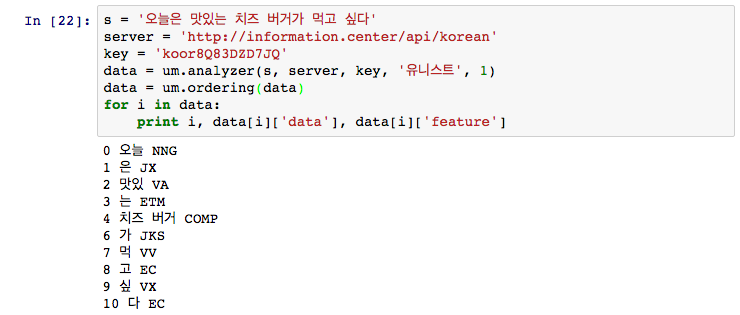 In [22]: s = '오늘은 맛있는 치즈 버거가 먹고 싶다'
server = 'http://information.center/api/korean'
key = 'koor8Q83DZD7JQ'
data = um.analyzer(s, server, key, '유니스트', 1)
data = um.ordering(data)
for i in data:
    print i, data[i]['data'], data[i]['feature']
0 오늘 NNG
1 은 JX
2 맛있 VA
3 는 ETM
4 치즈 버거 COMP
6 가 JKS
7 먹 VV
8 고 EC
9 싶 VX
10 다 EC